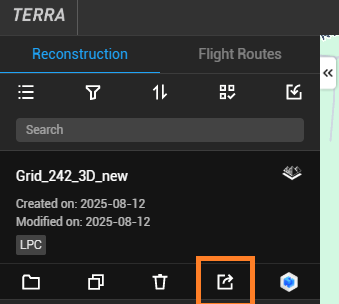 TERRA
Reconstruction Flight Routes
Search
Grid_242_3D_new
Created on: 2025-08-12
Modified on: 2025-08-12
LPC